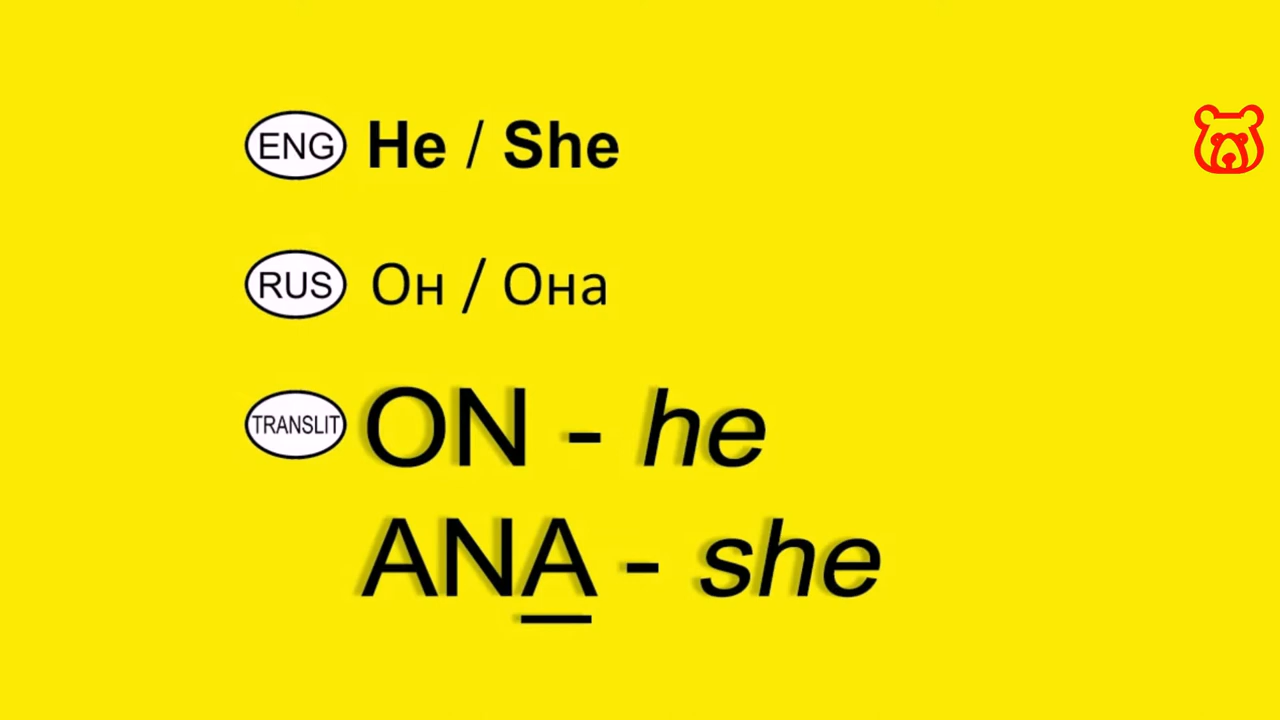 ENG He / She
RUS Он / Она
TRANSLIT ON - he
ANA - she